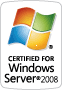 CERTIFIED FOR
Windows
Server®2008